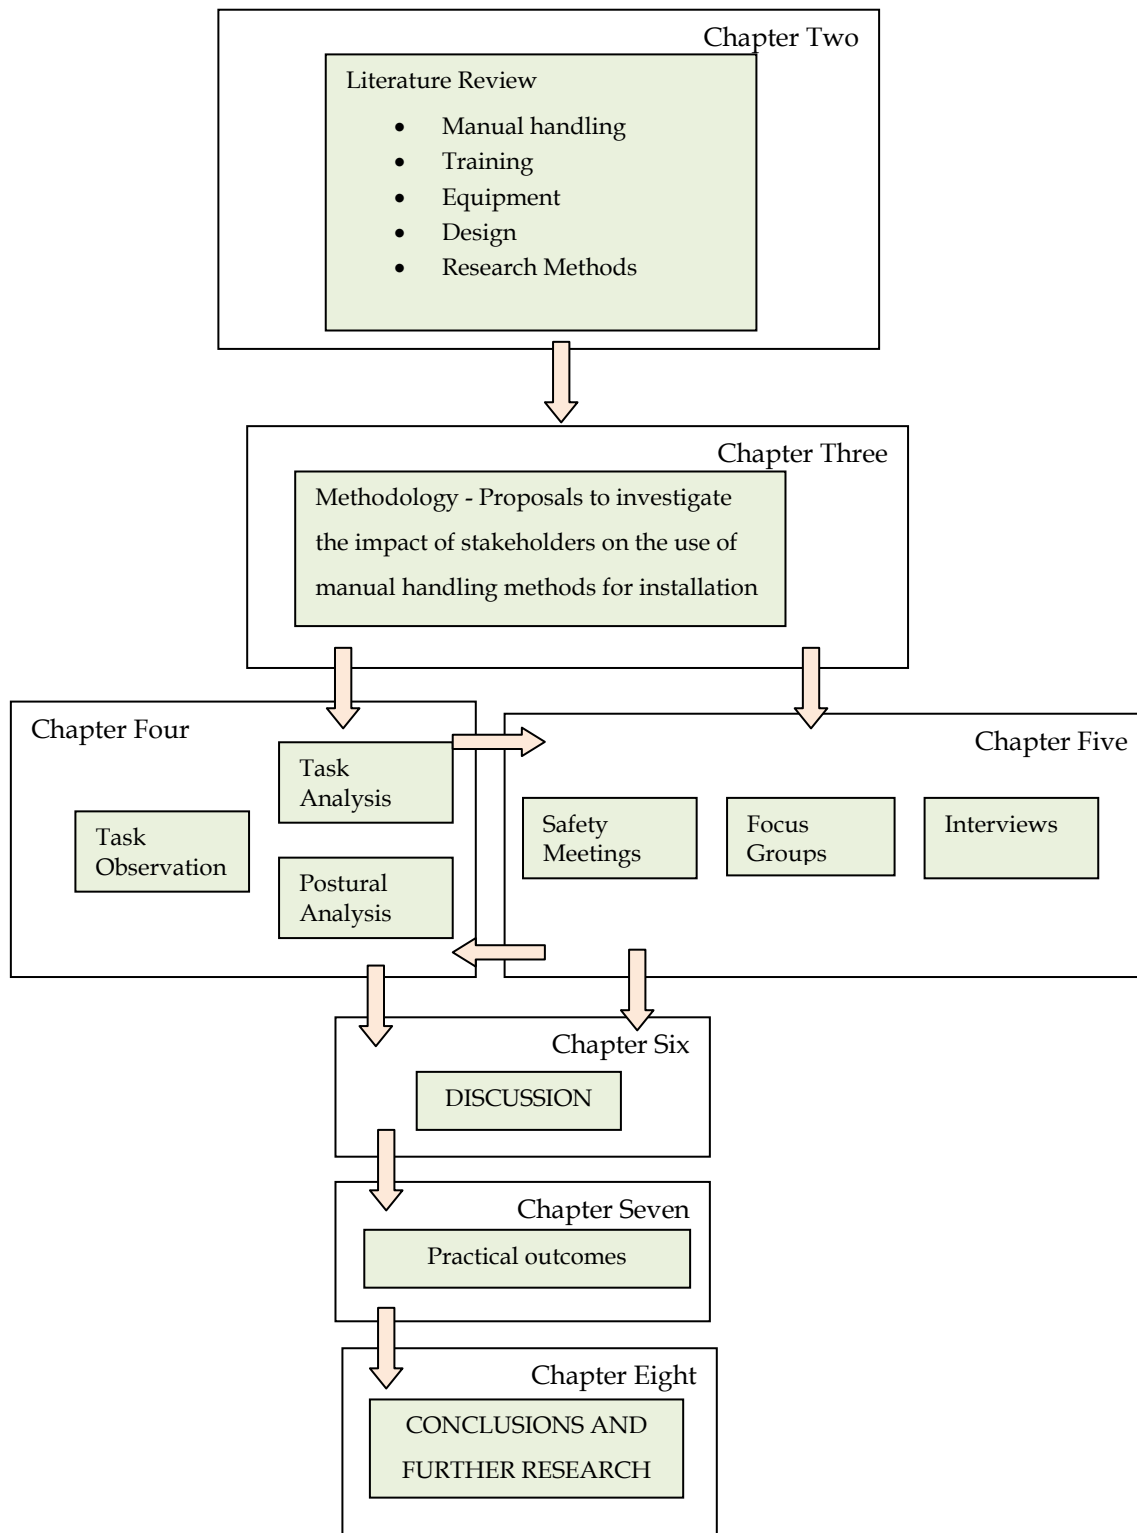 Chapter Two
Literature Review
• Manual handling
• Training
• Equipment
• Design
• Research Methods
Chapter Three
Methodology - Proposals to investigate
the impact of stakeholders on the use of
manual handling methods for installation
Chapter Four
Task
Observation
Task
Analysis
Postural
Analysis
Chapter Five
Safety
Meetings
Focus
Groups
Interviews
Chapter Six
DISCUSSION
Chapter Seven
Practical outcomes
Chapter Eight
CONCLUSIONS AND
FURTHER RESEARCH